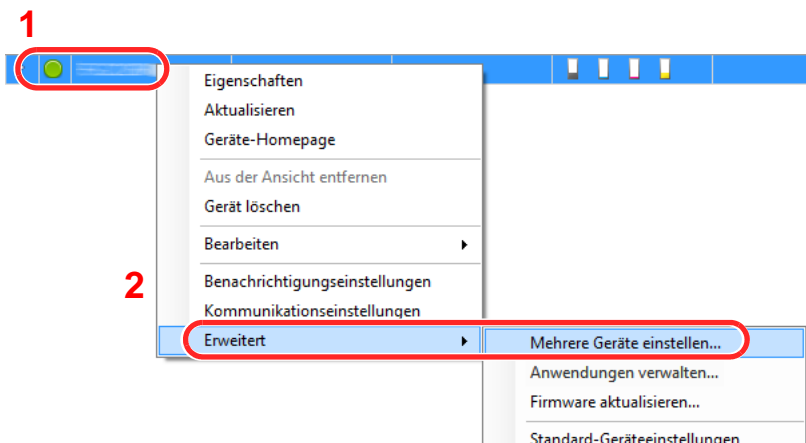 1
Eigenschaften
Aktualisieren
Geräte-Homepage
Aus der Ansicht entfernen
Gerät löschen
Bearbeiten
2
Benachrichtigungseinstellungen
Kommunikationseinstellungen
Erweitert
Mehrere Geräte einstellen...
Anwendungen verwalten...
Firmware aktualisieren...
Standard-Geräteeinstellungen